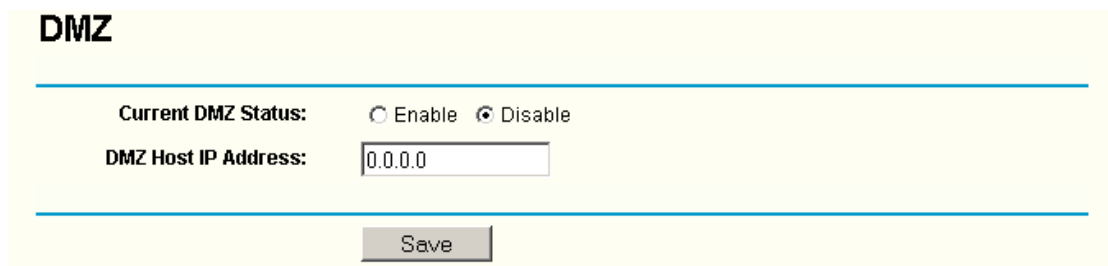 DMZ
Current DMZ Status: Enable Disable
DMZ Host IP Address: 0.0.0.0
Save